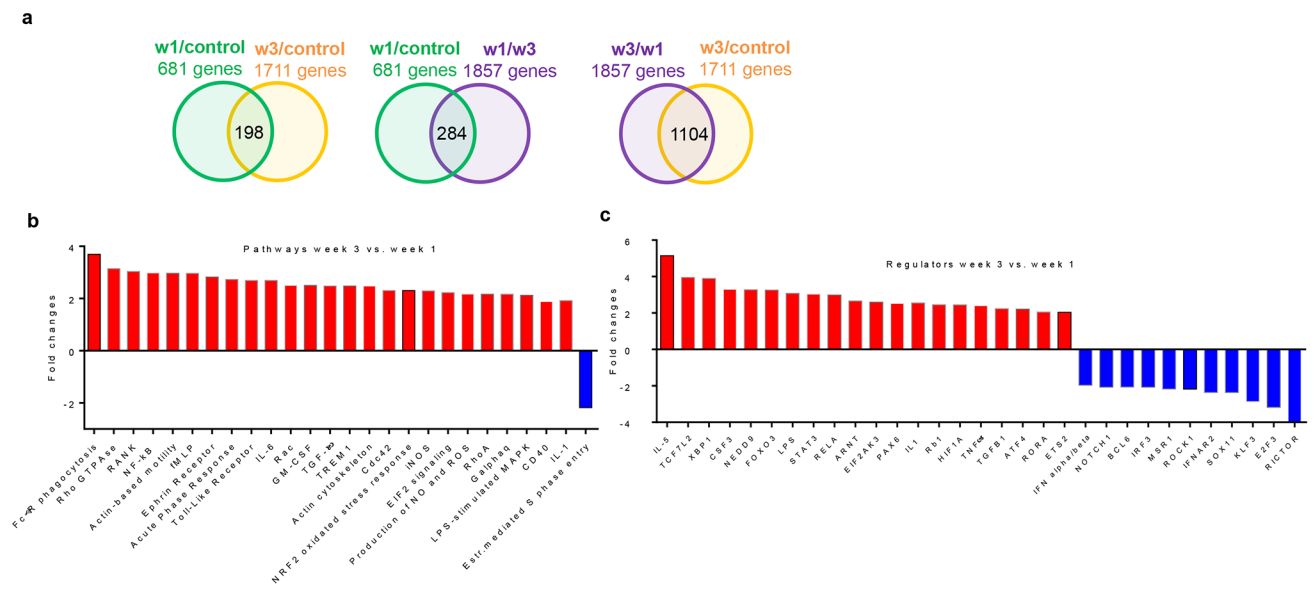 a
w1/control w3/control
681 genes 1711 genes
198
w1/control w1/w3
681 genes 1857 genes
284
w3/w1 w3/control
1857 genes 1711 genes
1104
b
Pathways week 3 vs. week 1
Fold changes
4
2
0
-2
Rho GTPAse
RANK
NF-kB
Actin-based motility
fMLP
Ephrin Receptor
Acute Phase Response
Toll-Like Receptor
IL-6
Rac
GM-CSF
TREM1
Actin cytoskeleton
Cdc42
NRF2 oxidated stress response
iNOS
EIF2 signaling
Production of NO and ROS
RhoA
Galphaq
LPS-stimulated MAPK
CD40
IL-1
Estr.mediated S phase entry
c
Regulators week 3 vs. week 1
Fold changes
6
4
2
0
-2
-4
IL-5
TCF7L2
XBP1
CSF3
NEDD9
FOXO3
LPS
STAT3
RELA
ARNT
EIF2AK3
PAX6
IL1
Rb1
HIF1A
TGFB1
ATF4
RORA
ETS2
IFN alpha/beta
NOTCH1
BCL6
IRF3
MSR1
ROCK1
IFNAR2
SOX11
KLF3
E2F3
RICTOR